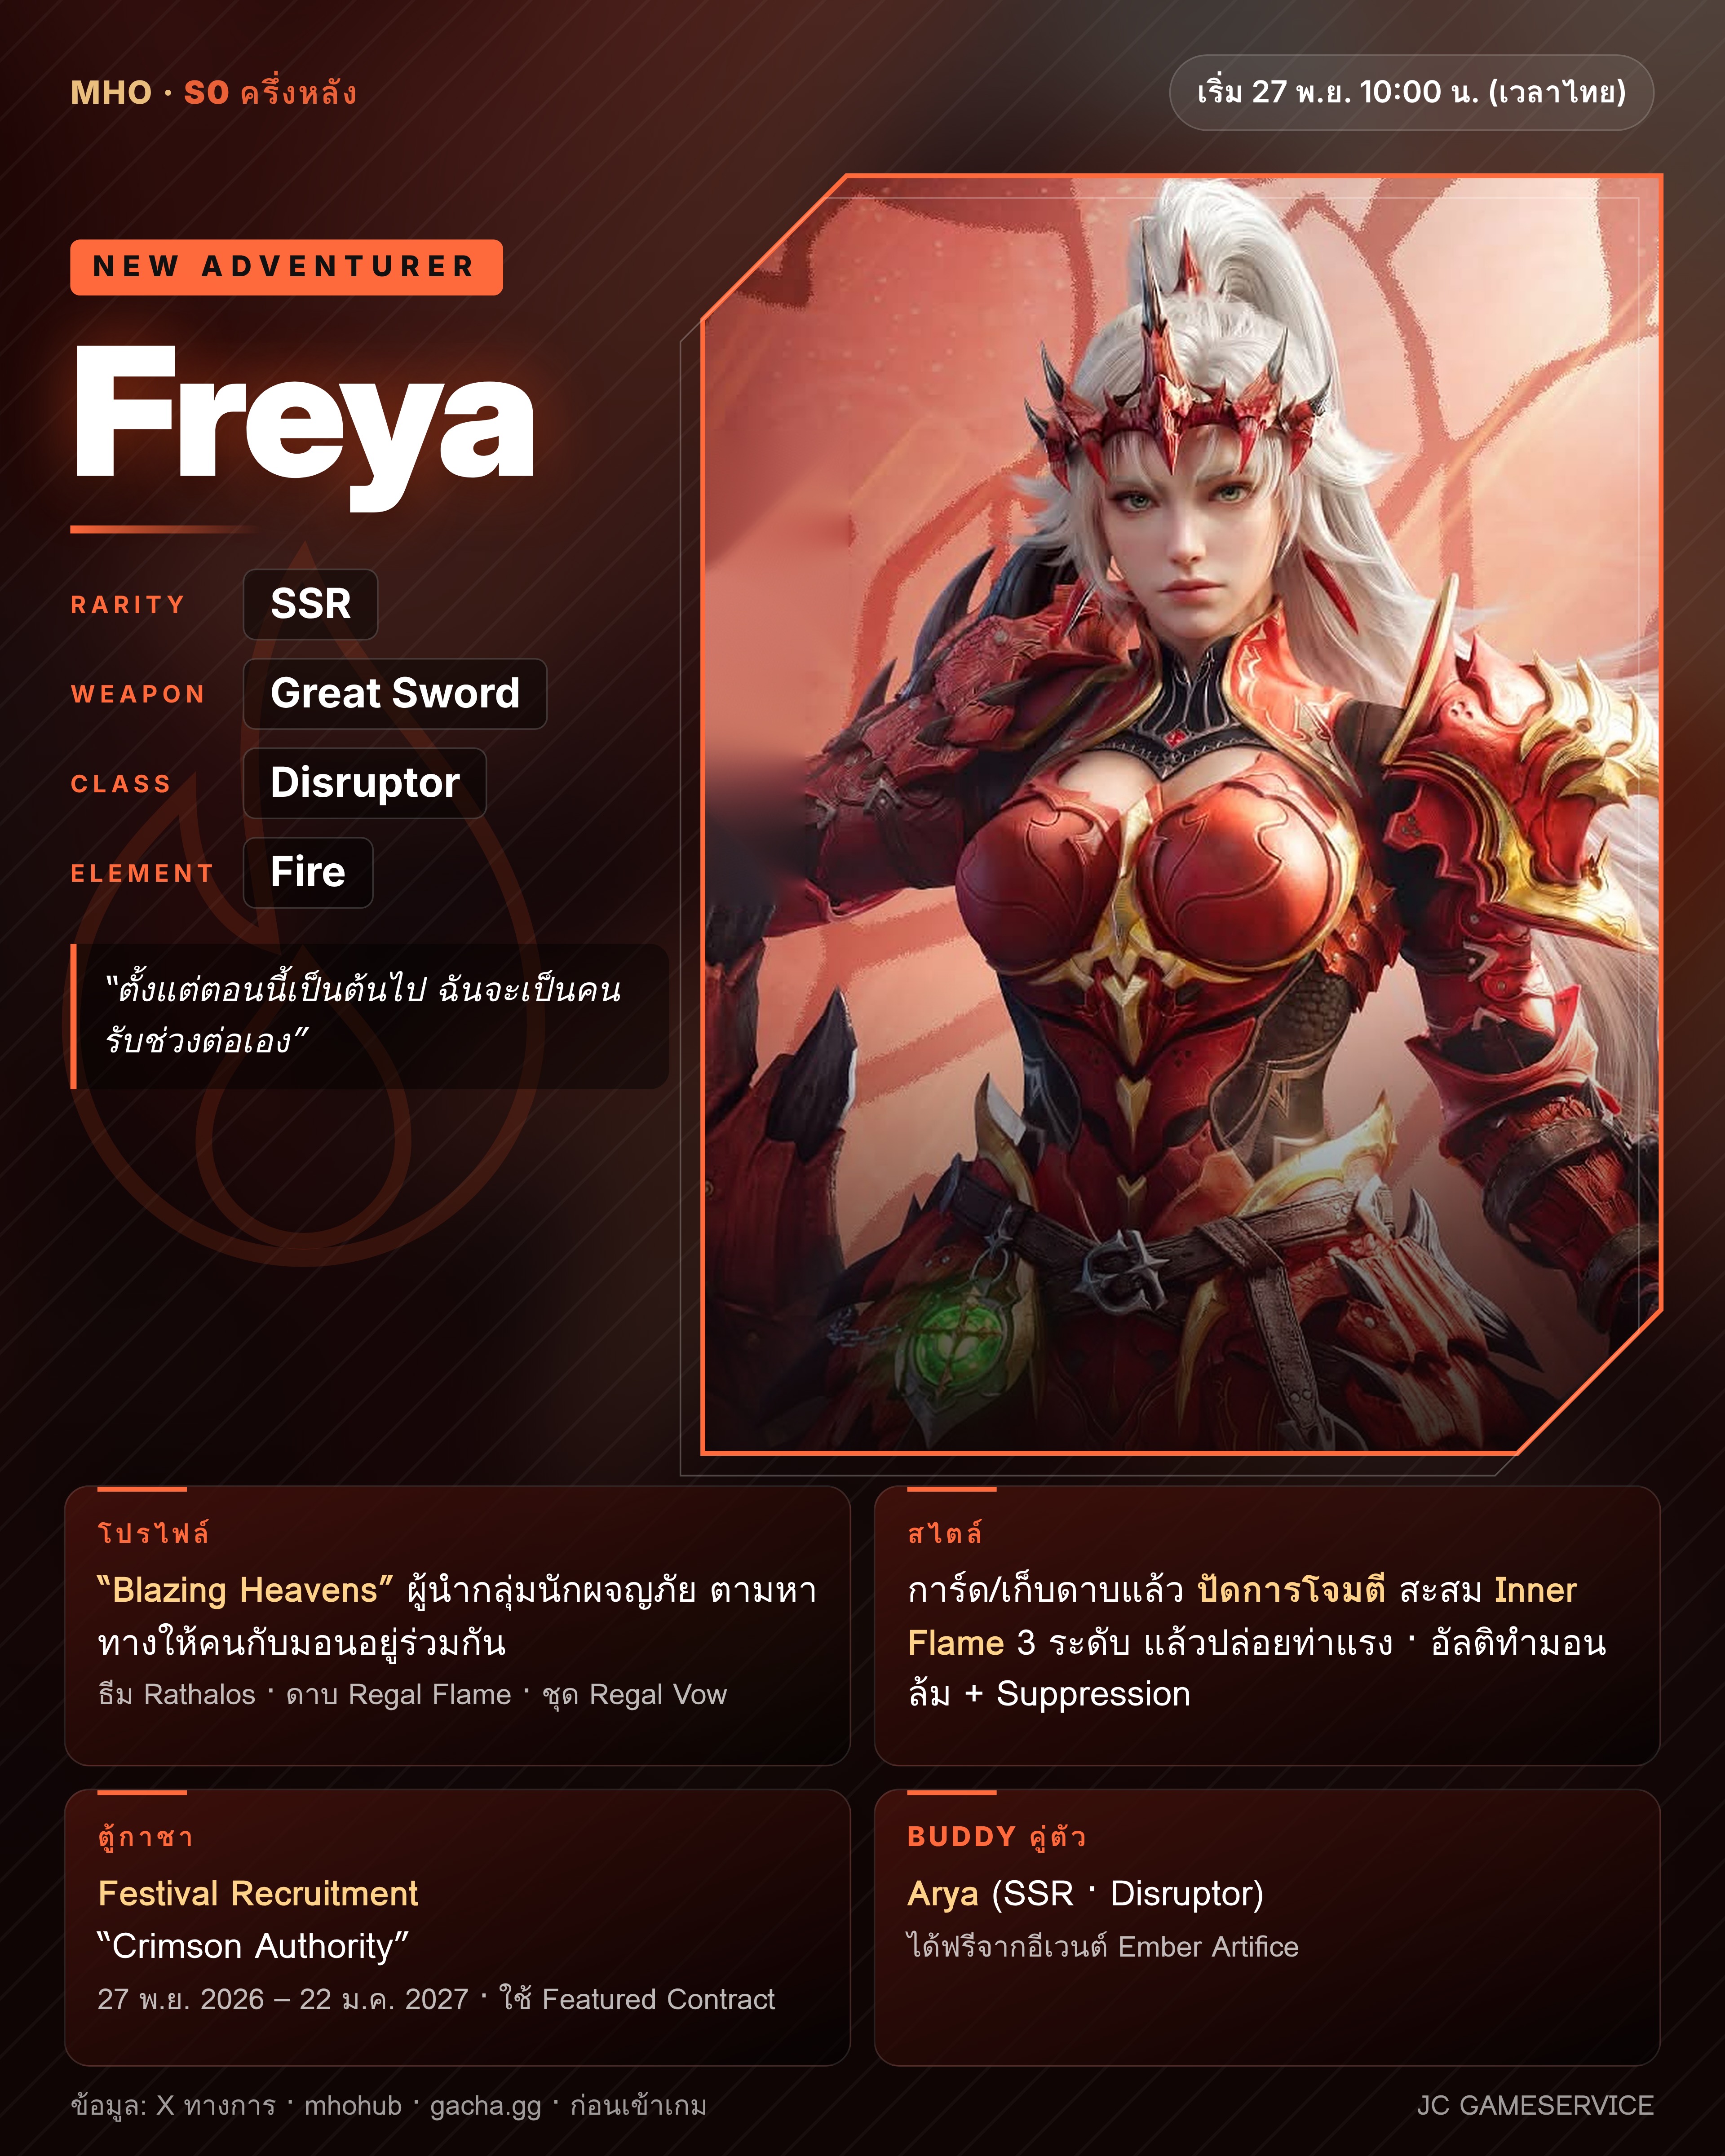 MHO · S0 ครึ่งหลัง
เริ่ม 27 พ.ย. 10:00 น. (เวลาไทย)
NEW ADVENTURER
Freya
RARITY SSR
WEAPON Great Sword
CLASS Disruptor
ELEMENT Fire
“ตั้งแต่ตอนนี้เป็นต้นไป ฉันจะเป็นคน
รับช่วงต่อเอง”
โปรไฟล์
“Blazing Heavens” ผู้นำกลุ่มนักผจญภัย ตามหา
ทางให้คนกับมอนอยู่ร่วมกัน
ธีม Rathalos · ดาบ Regal Flame · ชุด Regal Vow
สไตล์
การ์ด/เก็บดาบแล้ว ปัดการโจมตี สะสม Inner
Flame 3 ระดับ แล้วปล่อยท่าแรง · อัลติทำมอน
ล้ม + Suppression
ตู้กาชา
Festival Recruitment
“Crimson Authority”
27 พ.ย. 2026 – 22 ม.ค. 2027 · ใช้ Featured Contract
BUDDY คู่ตัว
Arya (SSR · Disruptor)
ได้ฟรีจากอีเวนต์ Ember Artifice
ข้อมูล: X ทางการ · mhohub · gacha.gg · ก่อนเข้าเกม
JC GAMESERVICE